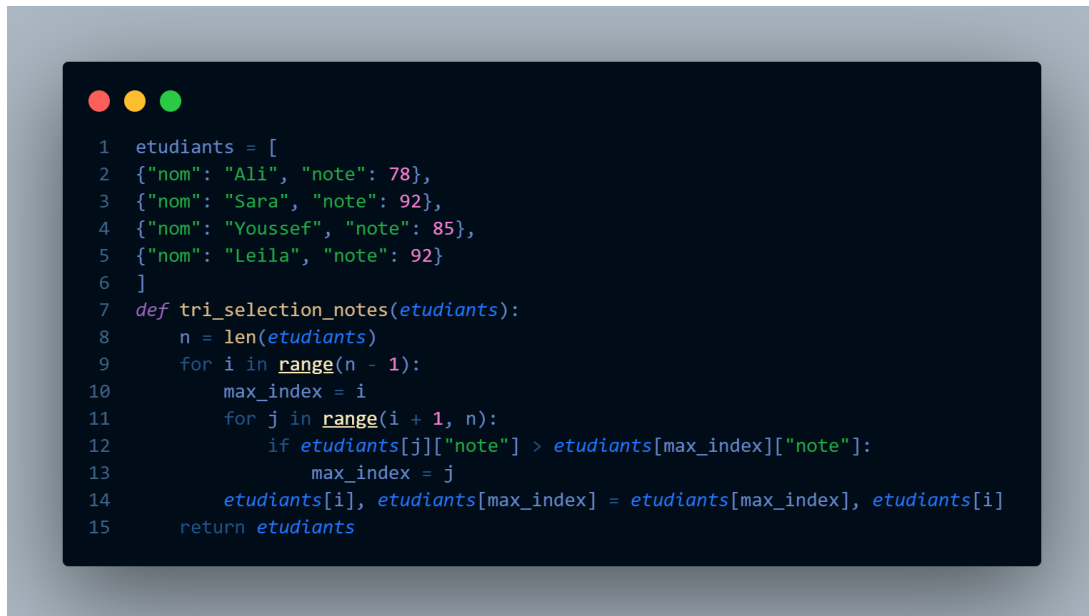 1 etudiants = [
2 {"nom": "Ali", "note": 78},
3 {"nom": "Sara", "note": 92},
4 {"nom": "Youssef", "note": 85},
5 {"nom": "Leila", "note": 92}
6 ]
7 def tri_selection_notes(etudiants):
8     n = len(etudiants)
9     for i in range(n - 1):
10         max_index = i
11         for j in range(i + 1, n):
12             if etudiants[j]["note"] > etudiants[max_index]["note"]:
13                 max_index = j
14         etudiants[i], etudiants[max_index] = etudiants[max_index], etudiants[i]
15     return etudiants